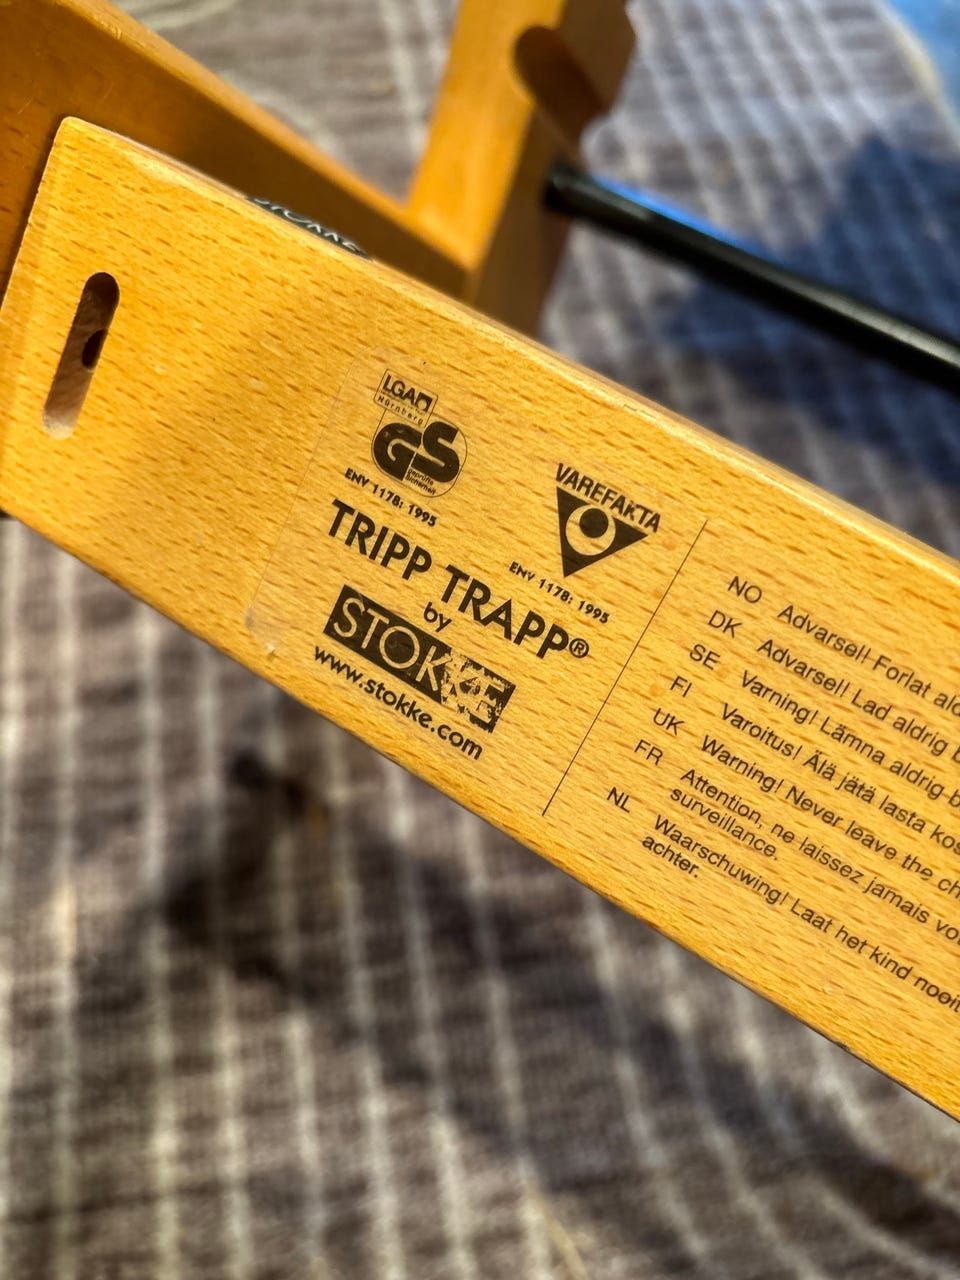 LGA
Nürnberg
GS
geprüfte
Sicherheit
ENV 1178: 1995
VAREFAKTA
ENV 1178: 1995
TRIPP TRAPP®
by
STOKKE
www.stokke.com
NO Advarsel! Forlat
DK Advarsel! Lad aldrig
SE Varning! Lämna aldrig
FI Varoitus! Älä jätä lasta
UK Warning! Never leave the
FR Attention, ne laissez jamais
surveillance.
NL Waarschuwing! Laat het kind nooit
achter.